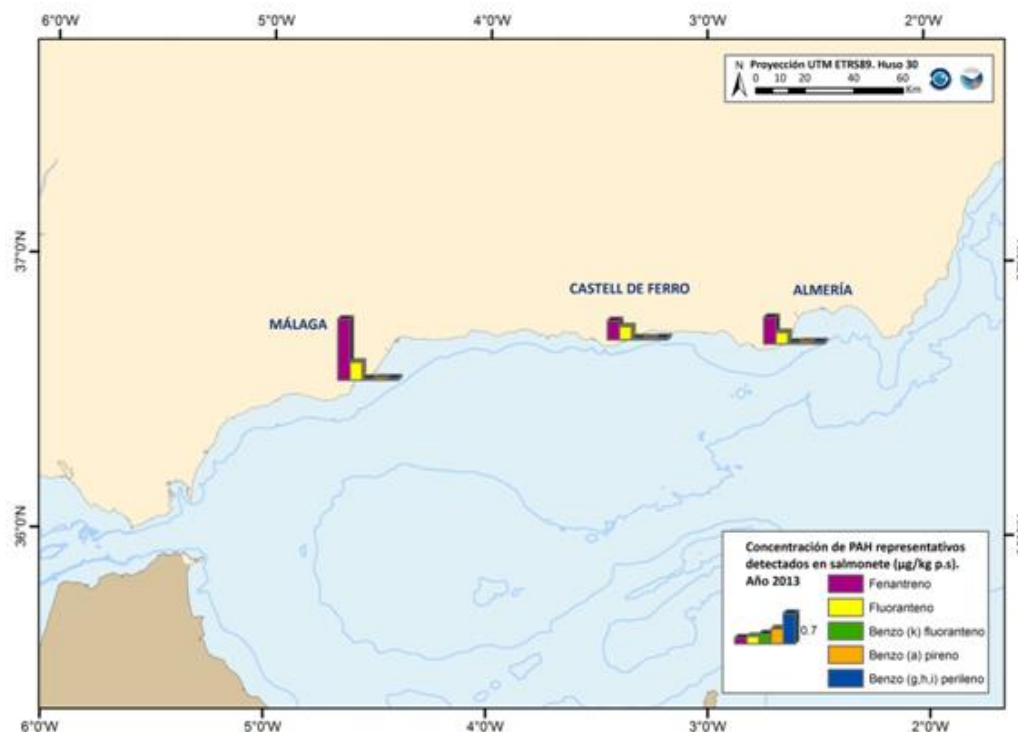 6°0'W 5°0'W 4°0'W 3°0'W 2°0'W
N Proyección UTM ETRS89. Huso 30
0 10 20 40 60
Km
37°0'N
CASTELL DE FERRO
ALMERÍA
MÁLAGA
36°0'N
Concentración de PAH representativos
detectados en salmonete (µg/kg p.s).
Año 2013
Fenantreno
Fluoranteno
0.7
Benzo (k) fluoranteno
Benzo (a) pireno
Benzo (g,h,i) perileno
6°0'W 5°0'W 4°0'W 3°0'W 2°0'W